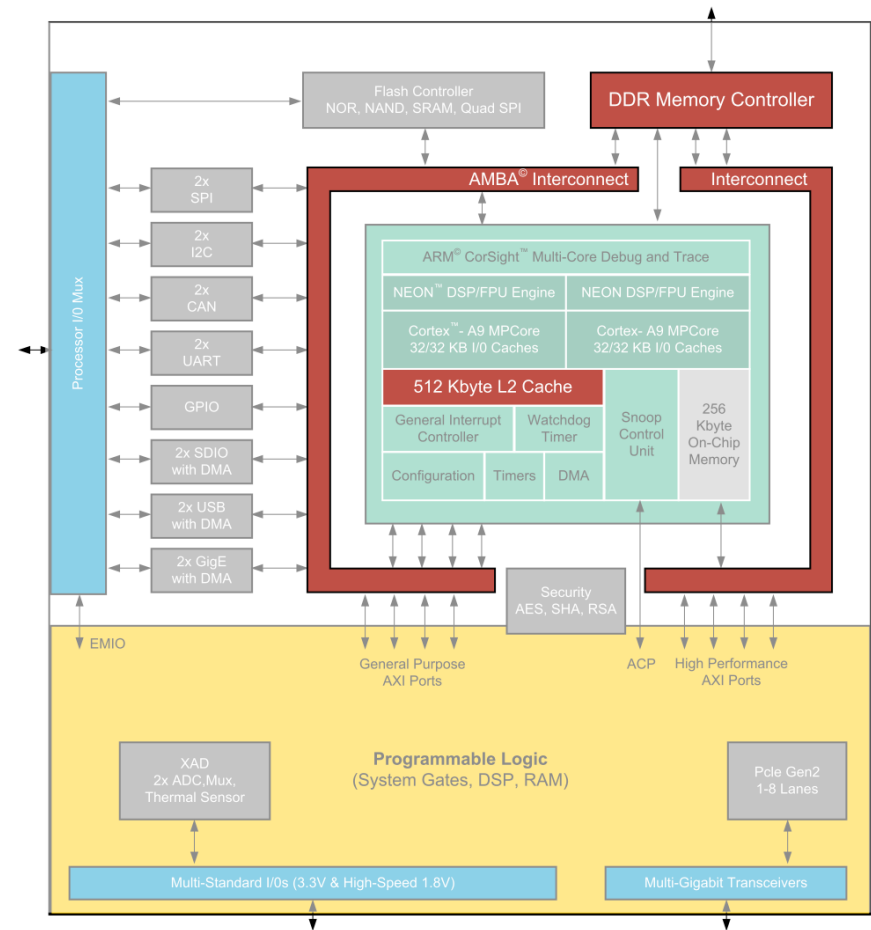 Flash Controller
NOR, NAND, SRAM, Quad SPI
DDR Memory Controller
AMBA© Interconnect
Interconnect
Processor I/0 Mux
2x
SPI
2x
I2C
2x
CAN
2x
UART
GPIO
2x SDIO
with DMA
2x USB
with DMA
2x GigE
with DMA
ARM© CorSight™ Multi-Core Debug and Trace
NEON™ DSP/FPU Engine
NEON DSP/FPU Engine
Cortex™- A9 MPCore
32/32 KB I/0 Caches
Cortex- A9 MPCore
32/32 KB I/0 Caches
512 Kbyte L2 Cache
General Interrupt
Controller
Watchdog
Timer
Configuration
Timers
DMA
Snoop
Control
Unit
256
Kbyte
On-Chip
Memory
Security
AES, SHA, RSA
EMIO
General Purpose
AXI Ports
ACP
High Performance
AXI Ports
Programmable Logic
(System Gates, DSP, RAM)
XAD
2x ADC,Mux,
Thermal Sensor
Pcle Gen2
1-8 Lanes
Multi-Standard I/0s (3.3V & High-Speed 1.8V)
Multi-Gigabit Transceivers